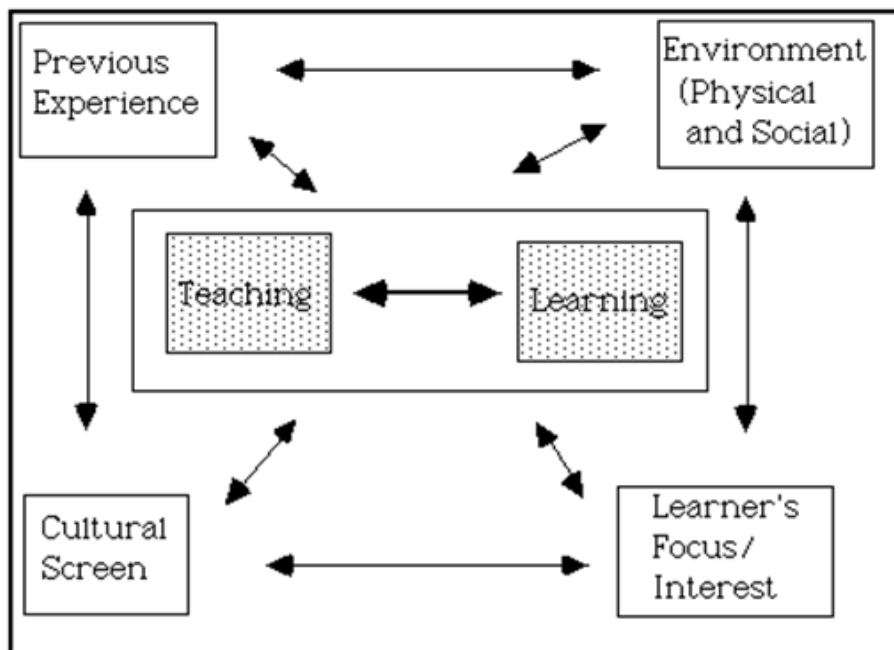 Previous
Experience
Environment
(Physical
and Social)
Teaching
Learning
Cultural
Screen
Learner's
Focus/
Interest